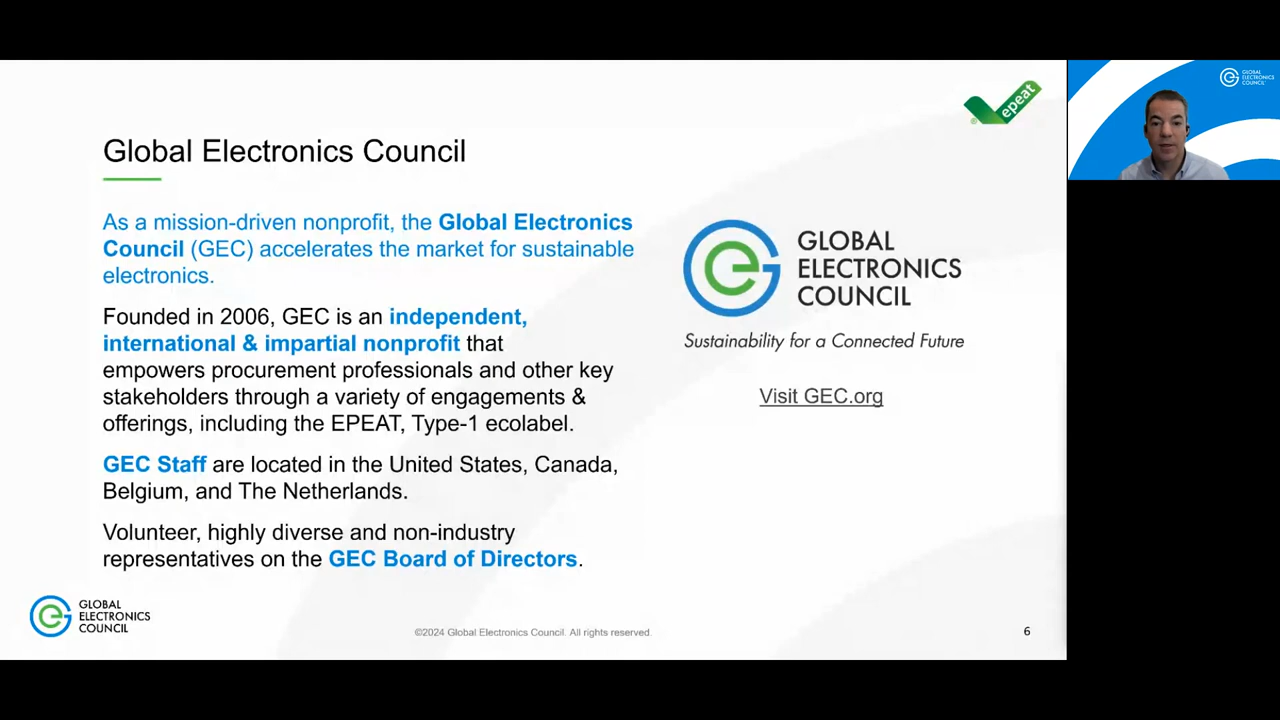 epeat
®
GLOBAL
ELECTRONICS
COUNCIL
Global Electronics Council
As a mission-driven nonprofit, the Global Electronics
Council (GEC) accelerates the market for sustainable
electronics.
Founded in 2006, GEC is an independent,
international & impartial nonprofit that
empowers procurement professionals and other key
stakeholders through a variety of engagements &
offerings, including the EPEAT, Type-1 ecolabel.
GEC Staff are located in the United States, Canada,
Belgium, and The Netherlands.
Volunteer, highly diverse and non-industry
representatives on the GEC Board of Directors.
GLOBAL
ELECTRONICS
COUNCIL
Sustainability for a Connected Future
Visit GEC.org
GLOBAL
ELECTRONICS
COUNCIL
©2024 Global Electronics Council. All rights reserved.
6